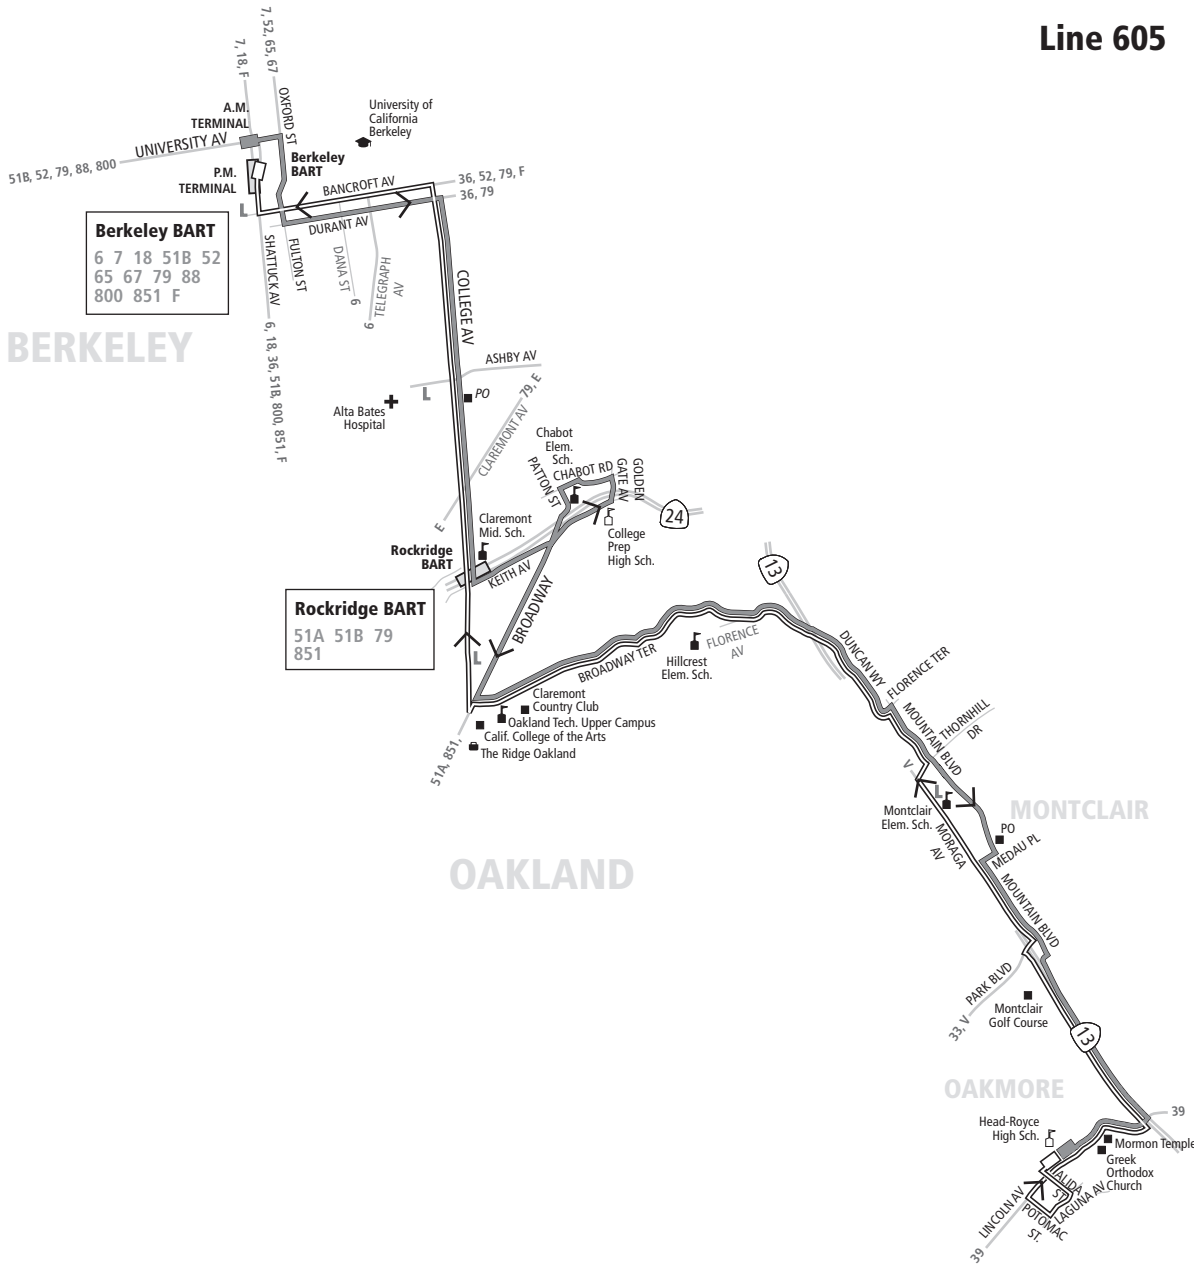 Line 605
7, 52, 65, 67
7, 18, F
OXFORD ST
A.M.
TERMINAL
University of
California
Berkeley
UNIVERSITY AV
51B, 52, 79, 88, 800
Berkeley
BART
P.M.
TERMINAL
BANCROFT AV
36, 52, 79, F
36, 79
L
DURANT AV
Berkeley BART
6 7 18 51B 52
65 67 79 88
800 851 F
SHATTUCK AV
FULTON ST
DANA ST
6
TELEGRAPH
AV
6
COLLEGE AV
6, 18, 36, 51B, 800, 851, F
BERKELEY
ASHBY AV
L
PO
79, E
CLAREMONT AV
E
Alta Bates
Hospital
Chabot
Elem.
Sch.
PATTON ST
CHABOT RD
GOLDEN
GATE AV
24
Claremont
Mid. Sch.
College
Prep
High Sch.
Rockridge
BART
KEITH AV
BROADWAY
13
Rockridge BART
51A 51B 79
851
L
BROADWAY TER
Hillcrest
Elem. Sch.
FLORENCE
AV
DUNCAN WY
FLORENCE TER
MOUNTAIN BLVD
THORNHILL
DR
Claremont
Country Club
Oakland Tech. Upper Campus
Calif. College of the Arts
The Ridge Oakland
51A, 851,
V
L
Montclair
Elem. Sch.
MORAGA
AV
MONTCLAIR
PO
MEDAU PL
OAKLAND
MOUNTAIN BLVD
PARK BLVD
33, V
Montclair
Golf Course
13
OAKMORE
39
Head-Royce
High Sch.
Mormon Temple
Greek
Orthodox
Church
ALIDA
ST
LAGUNA AV
POTOMAC
ST.
LINCOLN AV
39